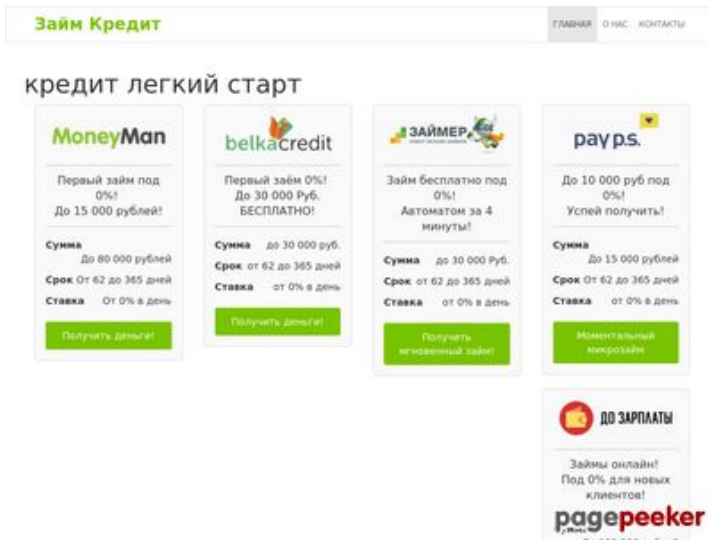 Займ Кредит
ГЛАВНАЯ О НАС КОНТАКТЫ
кредит легкий старт
MoneyMan
Первый займ под
0%!
До 15 000 рублей!
Сумма
До 80 000 рублей
Срок От 62 до 365 дней
Ставка От 0% в день
Получить деньги!
belkacredit
Первый заём 0%!
До 30 000 Руб.
БЕСПЛАТНО!
Сумма до 30 000 руб.
Срок от 62 до 365 дней
Ставка от 0% в день
Получить деньги!
ЗАЙМЕР
Займ бесплатно под
0%!
Автоматом за 4
минуты!
Сумма до 30 000 Руб.
Срок от 62 до 365 дней
Ставка от 0% в день
Получить
мгновенный займ!
pay p.s.
До 10 000 руб под
0%!
Успей получить!
Сумма
До 15 000 рублей
Срок От 62 до 365 дней
Ставка от 0% в день
Моментальный
микрозайм
ДО ЗАРПЛАТЫ
Займы онлайн!
Под 0% для новых
клиентов!
pagepeeker